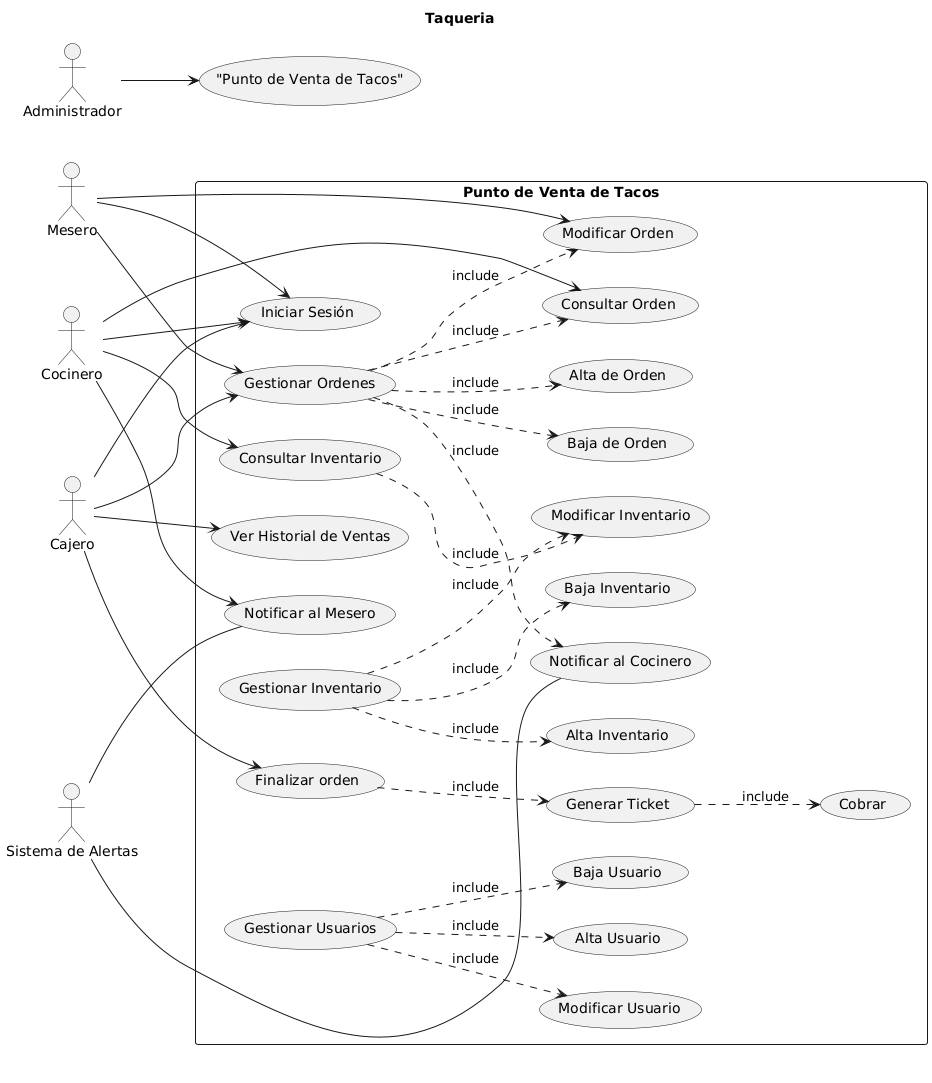 Taqueria
Administrador
"Punto de Venta de Tacos"
Punto de Venta de Tacos
Mesero
Modificar Orden
include
Consultar Orden
Iniciar Sesión
include
Cocinero
Gestionar Ordenes
include
Alta de Orden
include
Baja de Orden
include
Consultar Inventario
Modificar Inventario
Cajero
Ver Historial de Ventas
include
include
Baja Inventario
Notificar al Mesero
include
Notificar al Cocinero
Gestionar Inventario
include
Alta Inventario
Finalizar orden
include
Generar Ticket
include
Cobrar
Sistema de Alertas
Baja Usuario
include
Gestionar Usuarios
include
Alta Usuario
include
Modificar Usuario